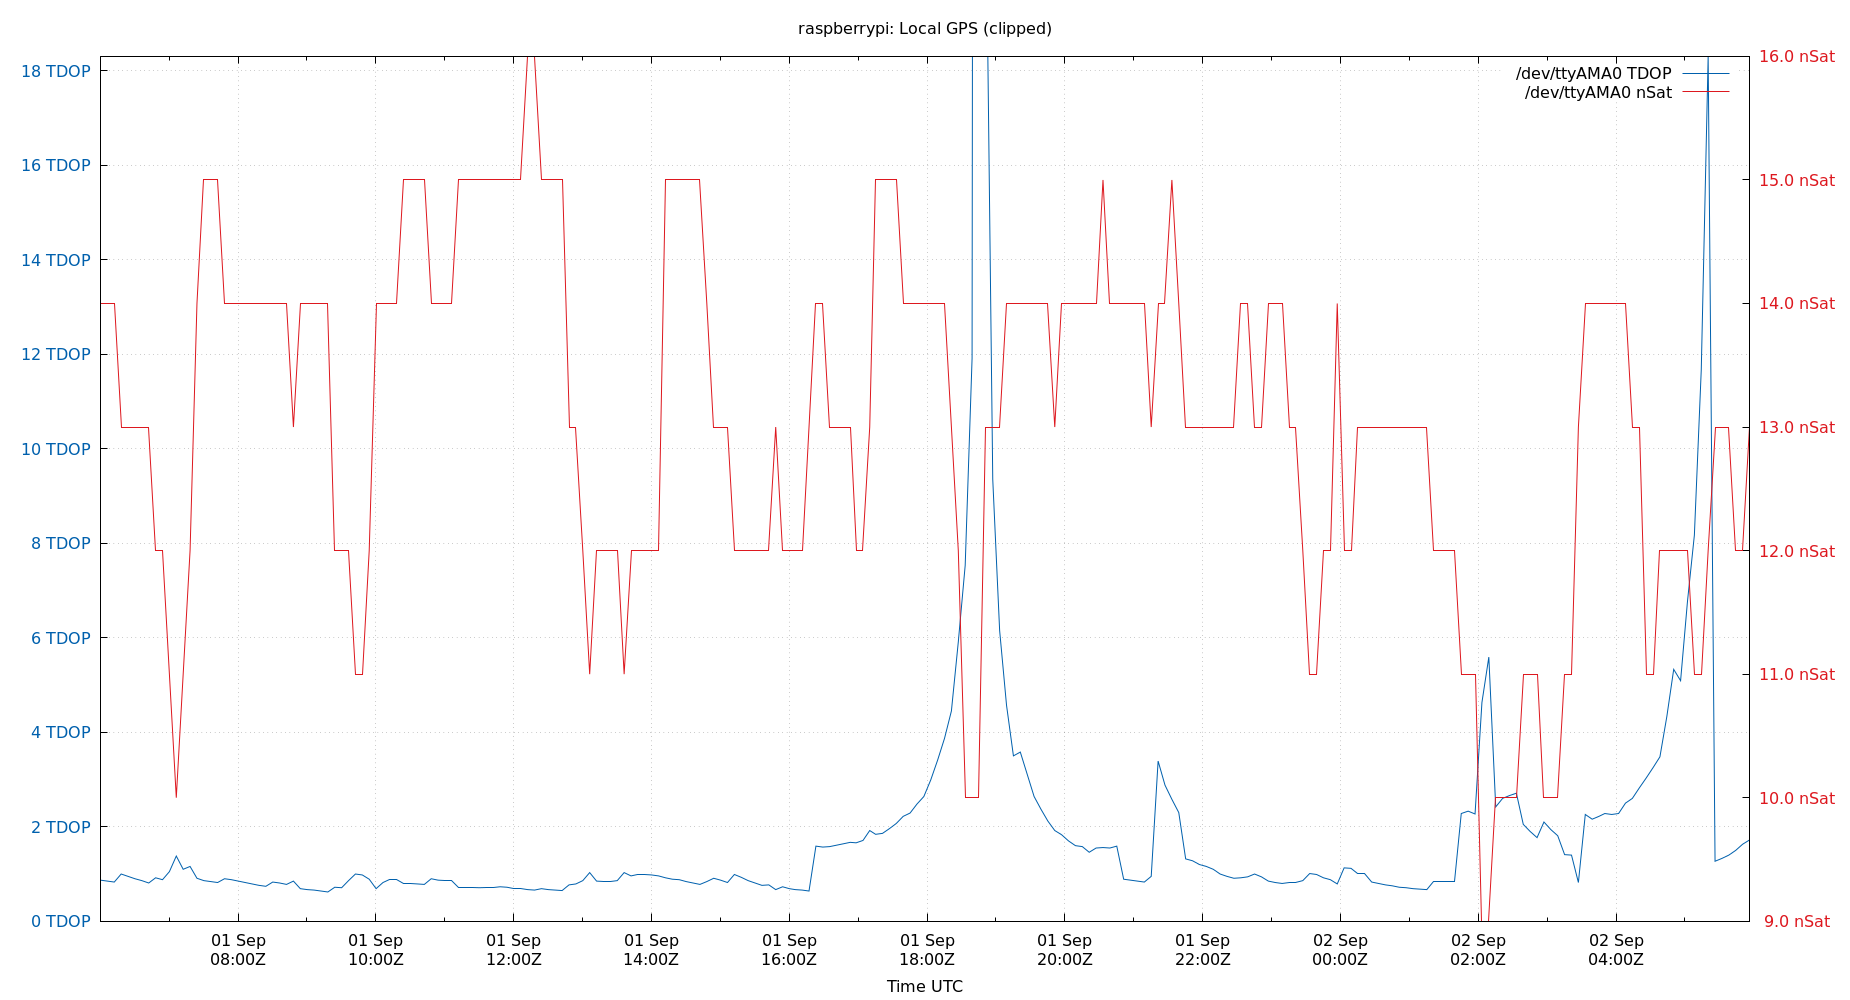 raspberrypi: Local GPS (clipped)
18 TDOP
16 TDOP
14 TDOP
12 TDOP
10 TDOP
8 TDOP
6 TDOP
4 TDOP
2 TDOP
0 TDOP
/dev/ttyAMA0 TDOP
/dev/ttyAMA0 nSat
16.0 nSat
15.0 nSat
14.0 nSat
13.0 nSat
12.0 nSat
11.0 nSat
10.0 nSat
9.0 nSat
01 Sep
08:00Z
01 Sep
10:00Z
01 Sep
12:00Z
01 Sep
14:00Z
01 Sep
16:00Z
01 Sep
18:00Z
01 Sep
20:00Z
01 Sep
22:00Z
02 Sep
00:00Z
02 Sep
02:00Z
02 Sep
04:00Z
Time UTC